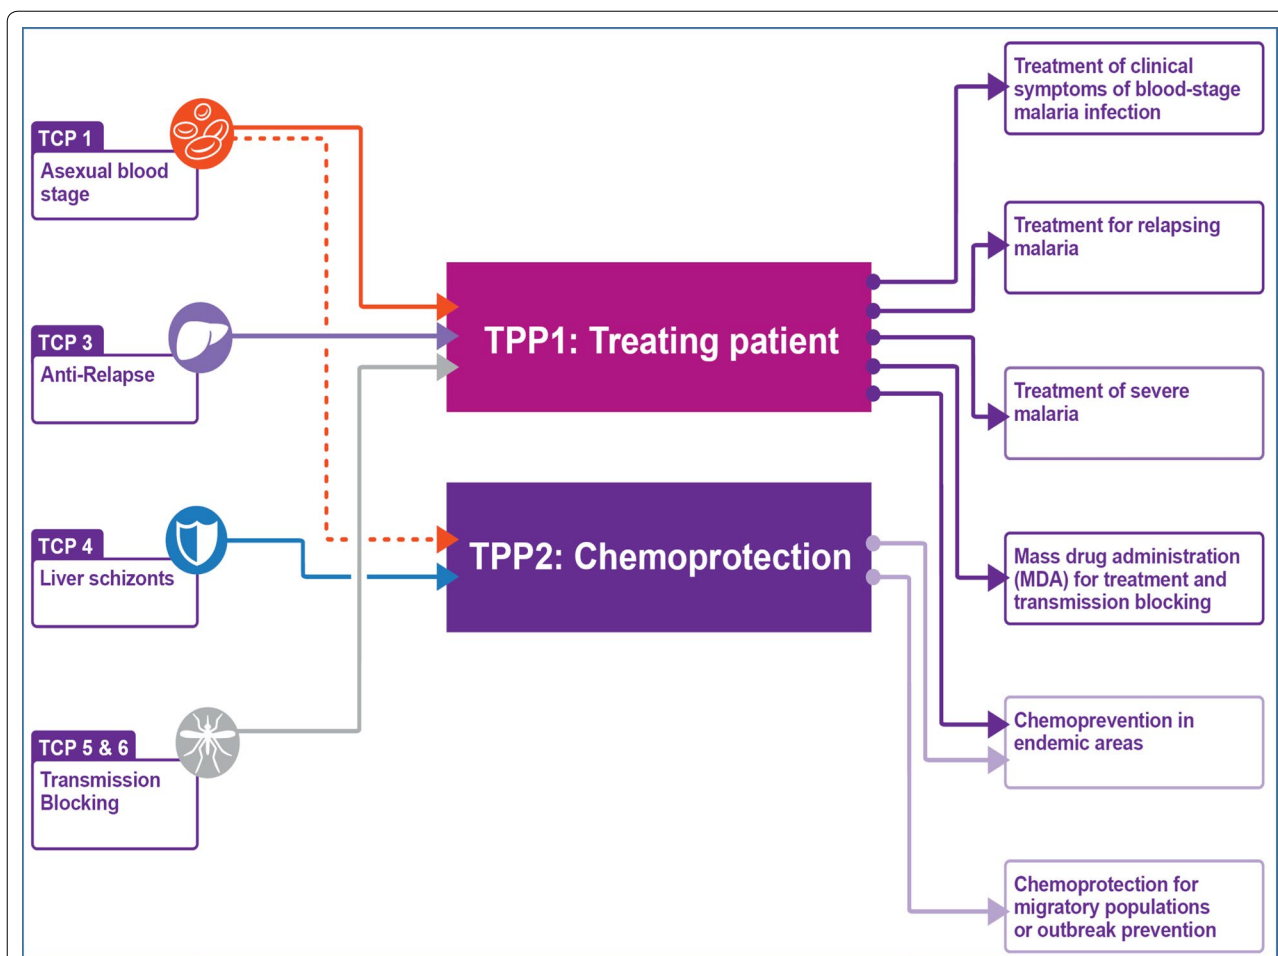 TCP 1
Asexual blood
stage
TCP 3
Anti-Relapse
TCP 4
Liver schizonts
TCP 5 & 6
Transmission
Blocking
TPP1: Treating patient
TPP2: Chemoprotection
Treatment of clinical
symptoms of blood-stage
malaria infection
Treatment for relapsing
malaria
Treatment of severe
malaria
Mass drug administration
(MDA) for treatment and
transmission blocking
Chemoprevention in
endemic areas
Chemoprotection for
migratory populations
or outbreak prevention